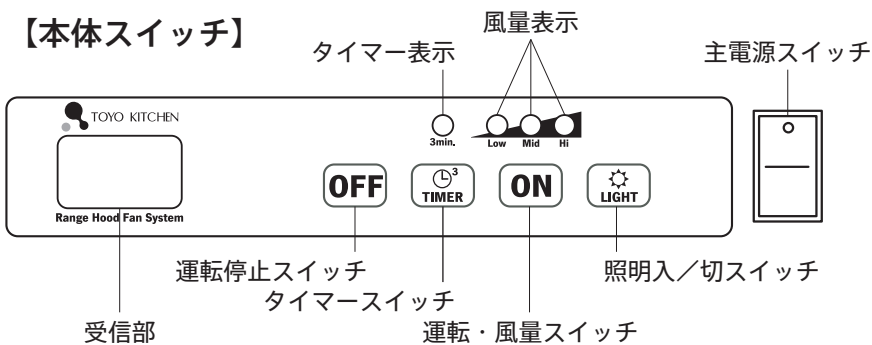 【本体スイッチ】
風量表示
タイマー表示
主電源スイッチ
TOYO KITCHEN
3min.
Low Mid Hi
OFF
3
TIMER
ON
LIGHT
Range Hood Fan System
運転停止スイッチ
照明入／切スイッチ
タイマースイッチ
受信部
運転・風量スイッチ